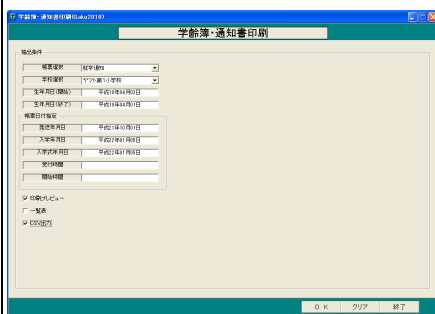 学齢簿・通知書印刷(Gaku2010)
学齢簿・通知書印刷
抽出条件
帳票選択 就学通知
学校選択 ヤマト第1小学校
生年月日(開始) 平成15年04月02日
生年月日(終了) 平成16年04月01日
帳票日付指定
発送年月日 平成21年10月01日
入学年月日 平成22年01月05日
入学式年月日 平成22年01月06日
受付時間
開始時間
印刷プレビュー
一覧表
CSV出力
OK クリア 終了